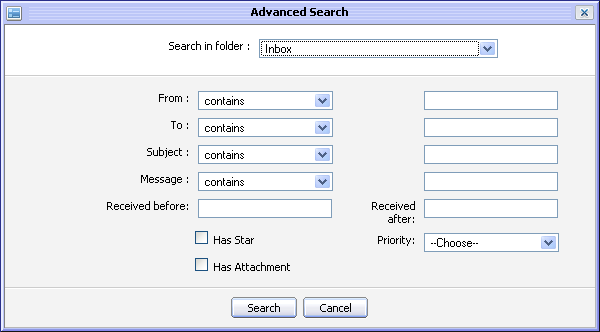 Advanced Search
Search in folder : Inbox
From : contains
To : contains
Subject : contains
Message : contains
Received before: Received
after:
Has Star Priority: --Choose--
Has Attachment
Search Cancel